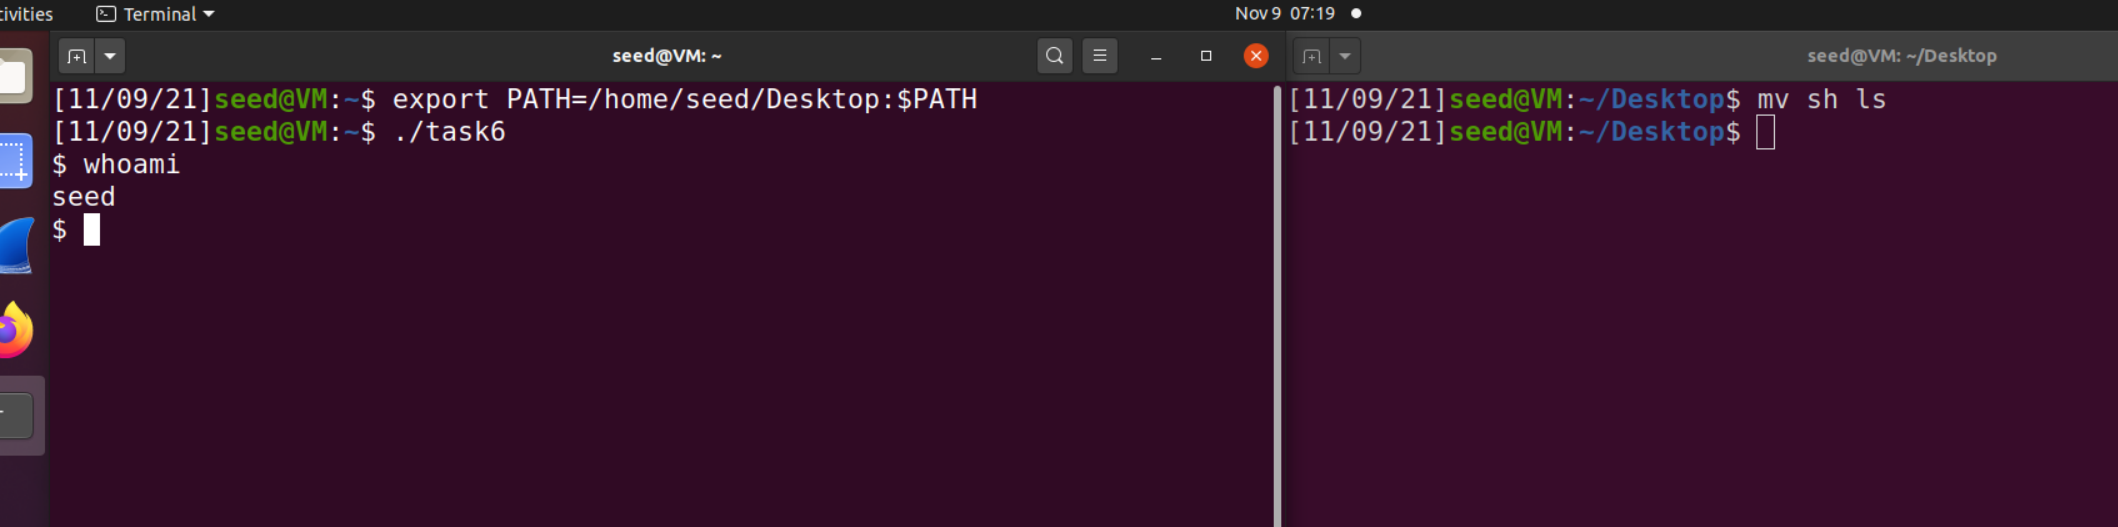 tivities
Terminal
Nov 9 07:19
seed@VM: ~
[11/09/21]seed@VM:~$ export PATH=/home/seed/Desktop:$PATH
[11/09/21]seed@VM:~$ ./task6
$ whoami
seed
$
seed@VM: ~/Desktop
[11/09/21]seed@VM:~/Desktop$ mv sh ls
[11/09/21]seed@VM:~/Desktop$